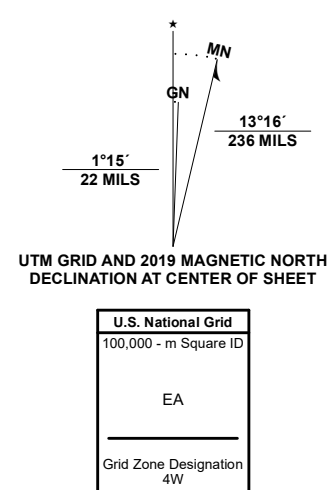 ★
MN
GN
13°16´
236 MILS
1°15´
22 MILS
UTM GRID AND 2019 MAGNETIC NORTH
DECLINATION AT CENTER OF SHEET
U.S. National Grid
100,000 - m Square ID
EA
Grid Zone Designation
4W